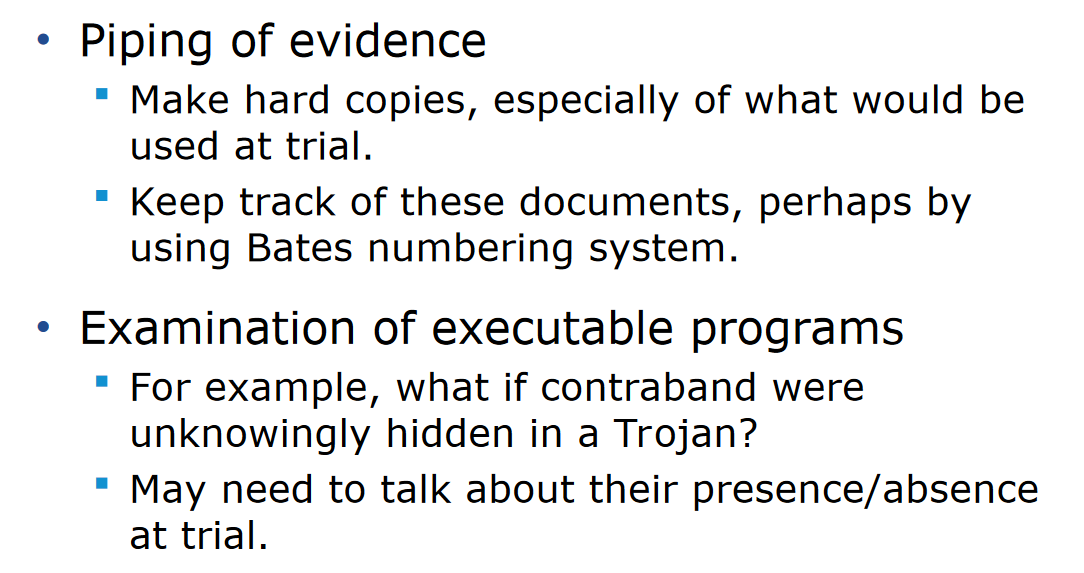 • Piping of evidence
▪ Make hard copies, especially of what would be
used at trial.
▪ Keep track of these documents, perhaps by
using Bates numbering system.
• Examination of executable programs
▪ For example, what if contraband were
unknowingly hidden in a Trojan?
▪ May need to talk about their presence/absence
at trial.